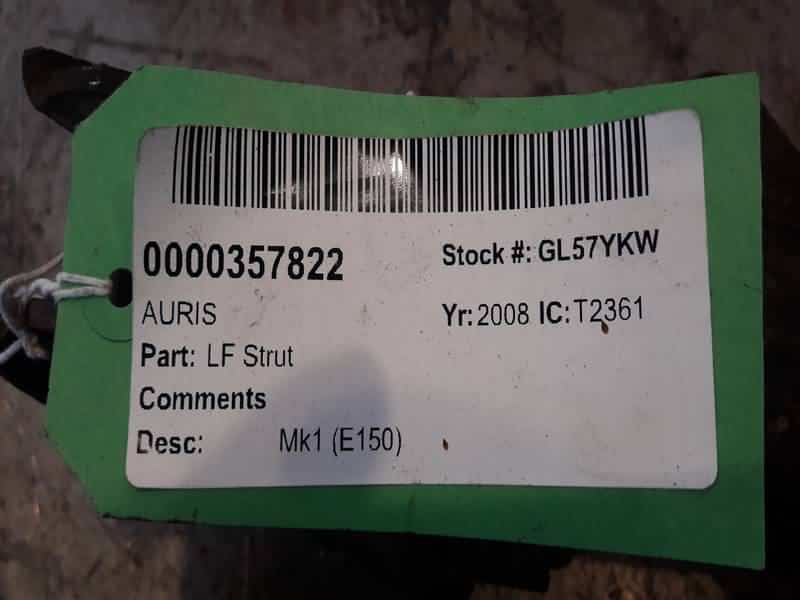 0000357822 Stock #: GL57YKW
AURIS Yr: 2008 IC: T2361
Part: LF Strut
Comments
Desc: Mk1 (E150)